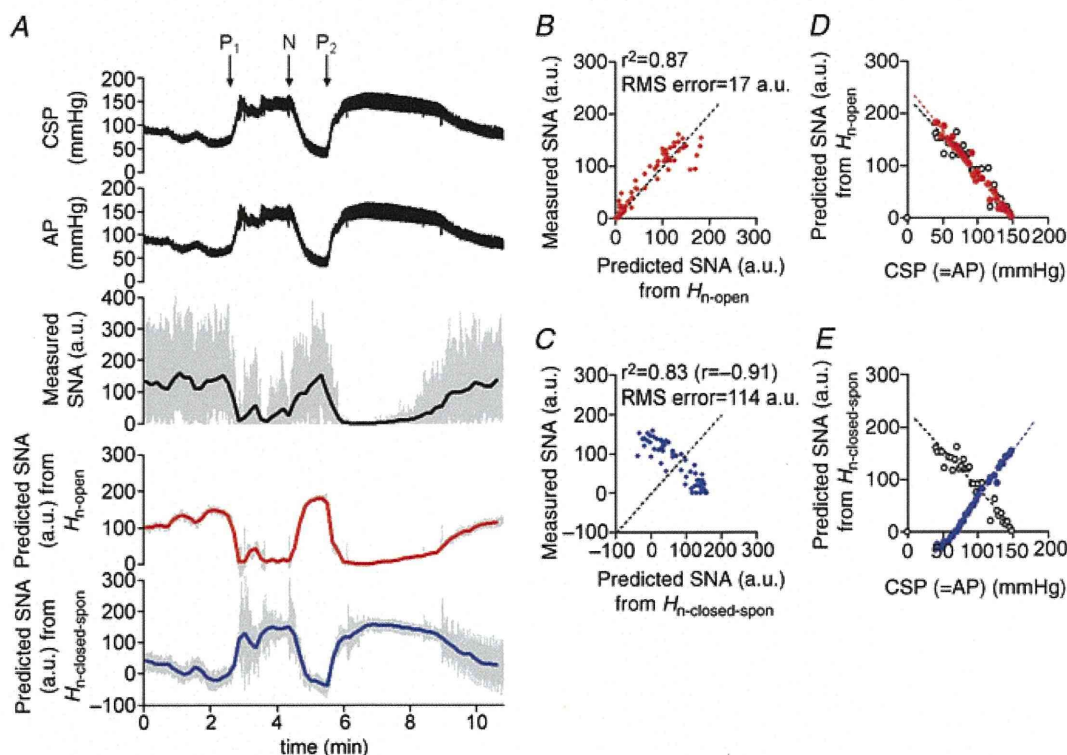 A
P1 N P2
CSP
(mmHg)
200
150
100
50
0
AP
(mmHg)
200
150
100
50
0
Measured
SNA (a.u.)
400
300
200
100
0
Predicted SNA
(a.u.) from
Hn-open
300
200
100
0
Predicted SNA
(a.u.) from
Hn-closed-spon
300
200
100
0
−100
0 2 4 6 8 10
time (min)
B
r²=0.87
RMS error=17 a.u.
Measured SNA (a.u.)
300
200
100
0
0 100 200 300
Predicted SNA (a.u.)
from Hn-open
C
r²=0.83 (r=−0.91)
RMS error=114 a.u.
Measured SNA (a.u.)
300
200
100
0
−100
−100 0 100 200 300
Predicted SNA (a.u.)
from Hn-closed-spon
D
Predicted SNA (a.u.)
from Hn-open
300
200
100
0
0 50 100 150 200
CSP (=AP) (mmHg)
E
Predicted SNA (a.u.)
from Hn-closed-spon
300
200
100
0
0 50 100 150 200
CSP (=AP) (mmHg)